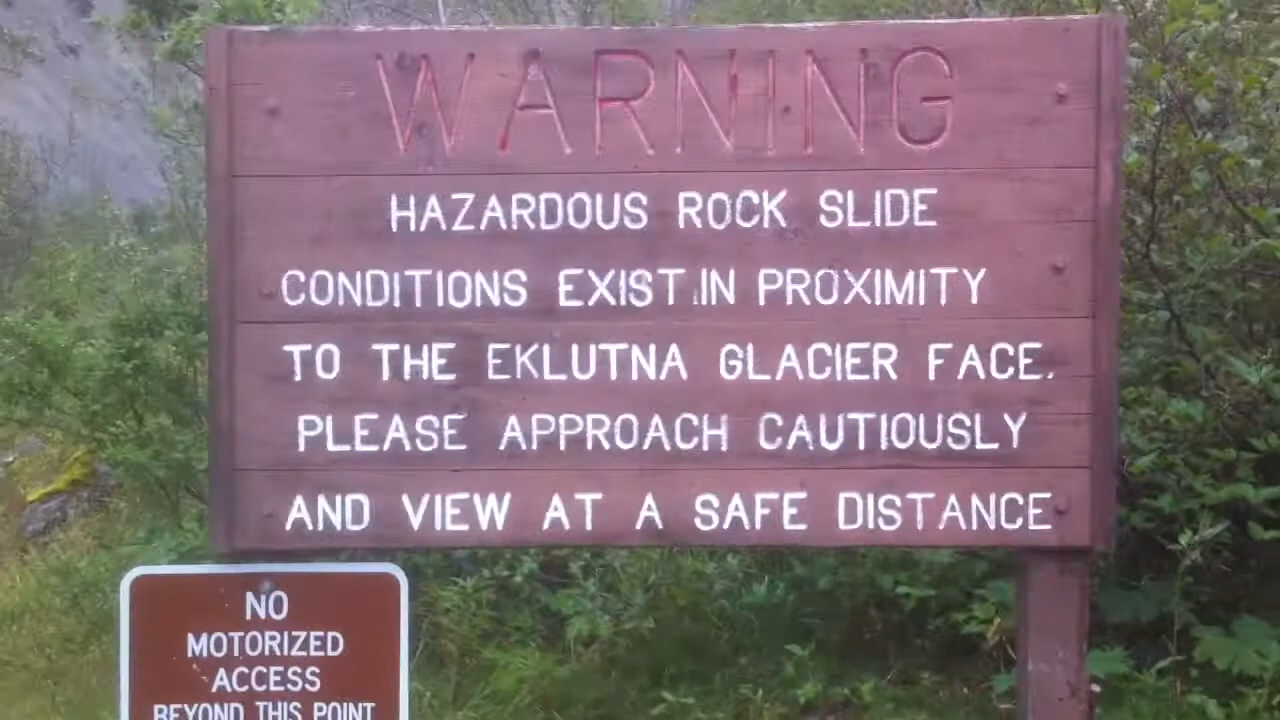 WARNING
HAZARDOUS ROCK SLIDE
CONDITIONS EXIST IN PROXIMITY
TO THE EKLUTNA GLACIER FACE.
PLEASE APPROACH CAUTIOUSLY
AND VIEW AT A SAFE DISTANCE
NO
MOTORIZED
ACCESS
BEYOND THIS POINT